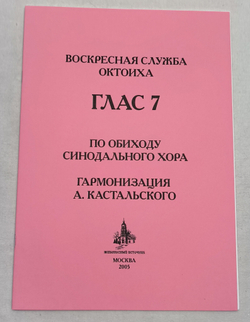 ВОСКРЕСНАЯ СЛУЖБА
ОКТОИХА
ГЛАС 7
ПО ОБИХОДУ
СИНОДАЛЬНОГО ХОРА
ГАРМОНИЗАЦИЯ
А. КАСТАЛЬСКОГО
МОСКВА
2005